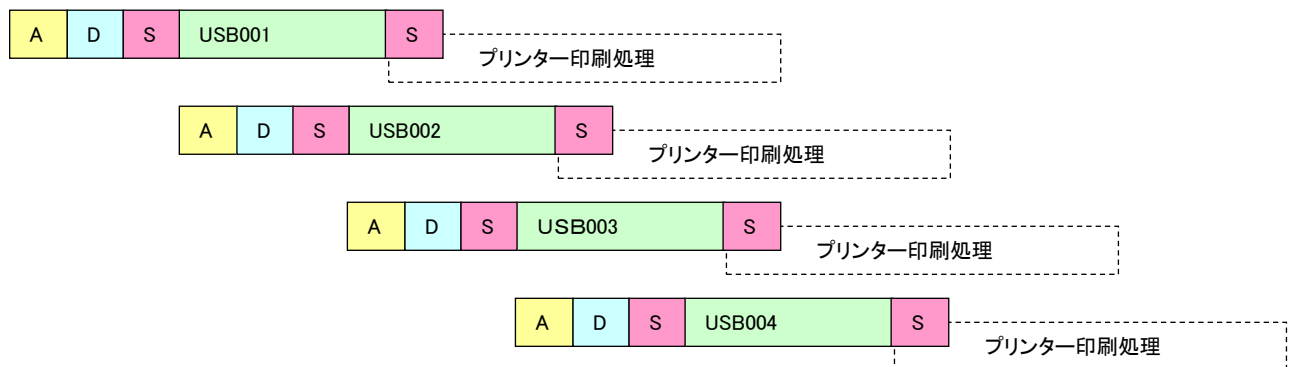 A D S USB001 S
プリンター印刷処理
A D S USB002 S
プリンター印刷処理
A D S USB003 S
プリンター印刷処理
A D S USB004 S
プリンター印刷処理